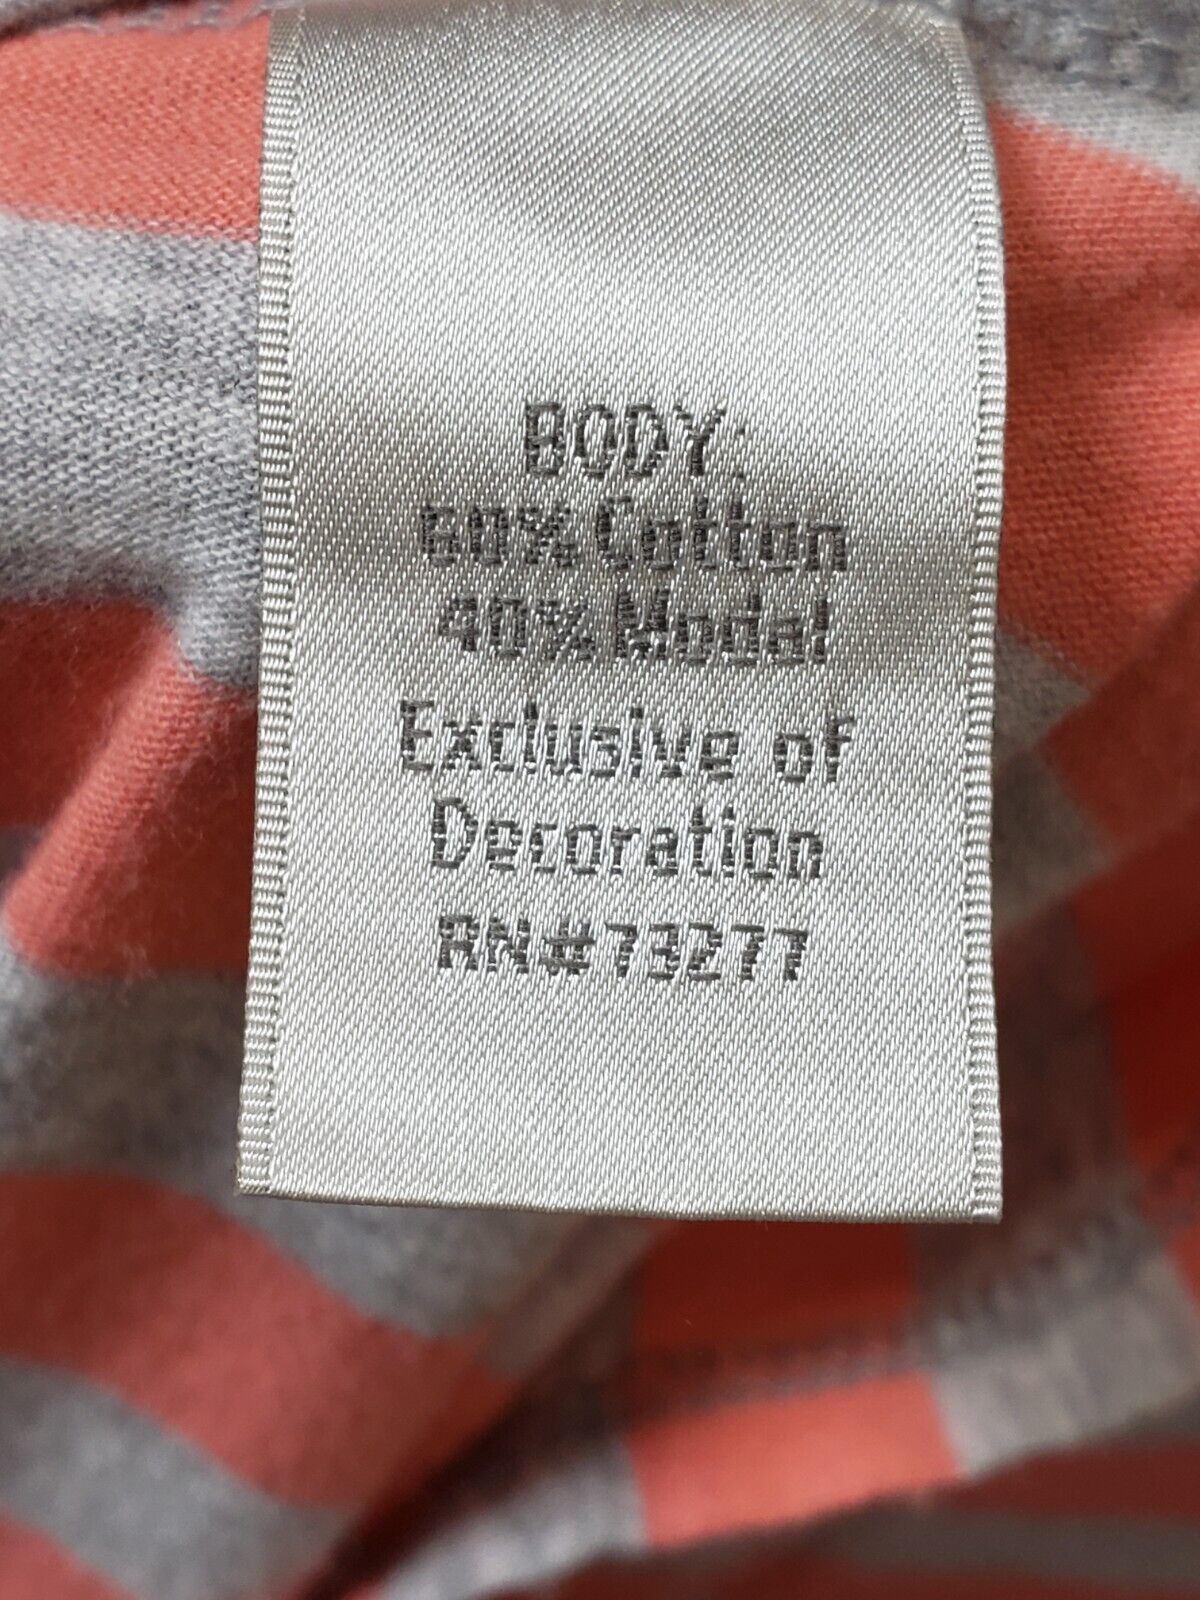 BODY:
60% Cotton
40% Modal
Exclusive of
Decoration
RN#73277